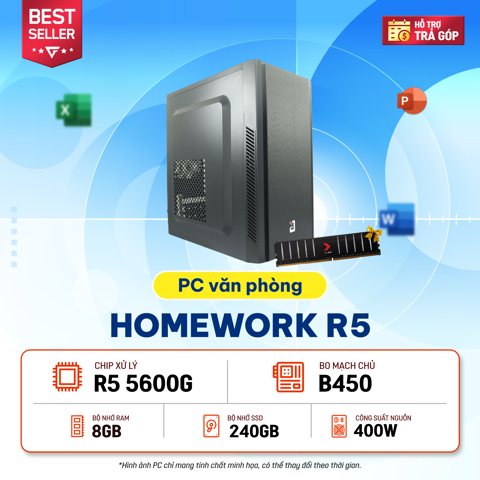 BEST
SELLER
HỖ TRỢ
TRẢ GÓP
PC văn phòng
HOMEWORK R5
CHIP XỬ LÝ
R5 5600G
BO MẠCH CHỦ
B450
BỘ NHỚ RAM
8GB
BỘ NHỚ SSD
240GB
CÔNG SUẤT NGUỒN
400W
*Hình ảnh PC chỉ mang tính chất minh họa, có thể thay đổi theo thời gian.